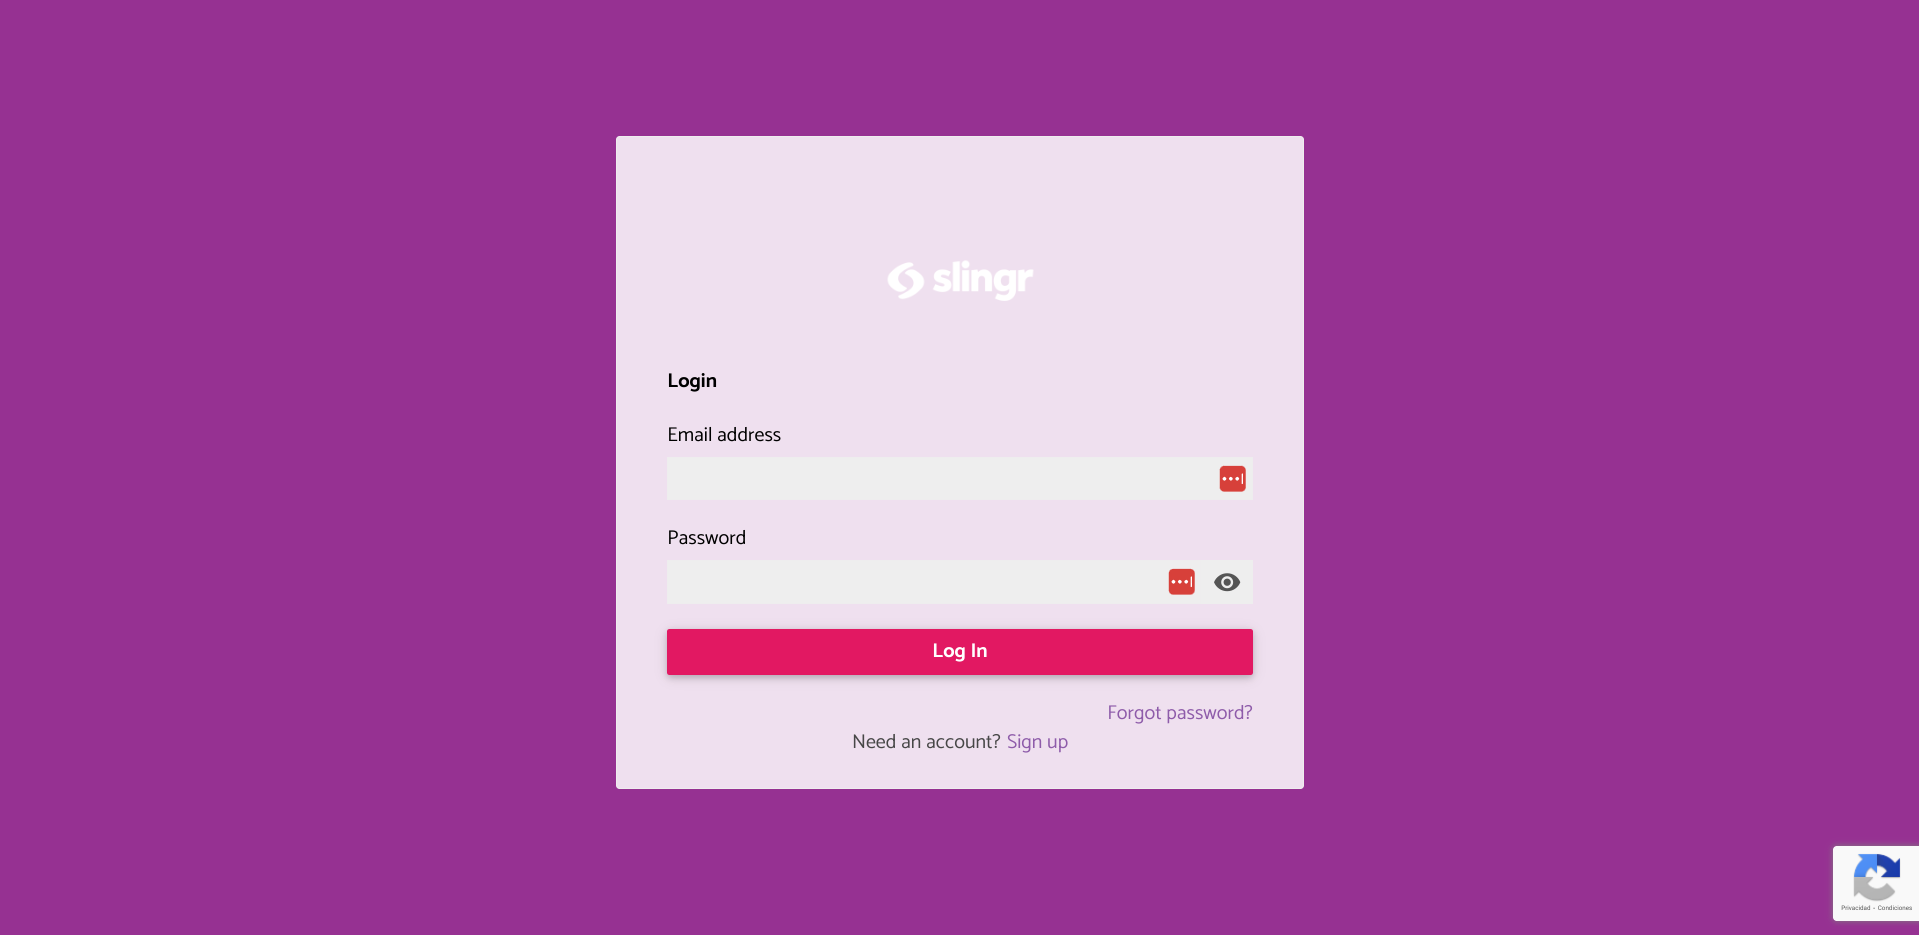 slingr
Login
Email address
Password
Log In
Forgot password?
Need an account? Sign up
Privacidad - Condiciones